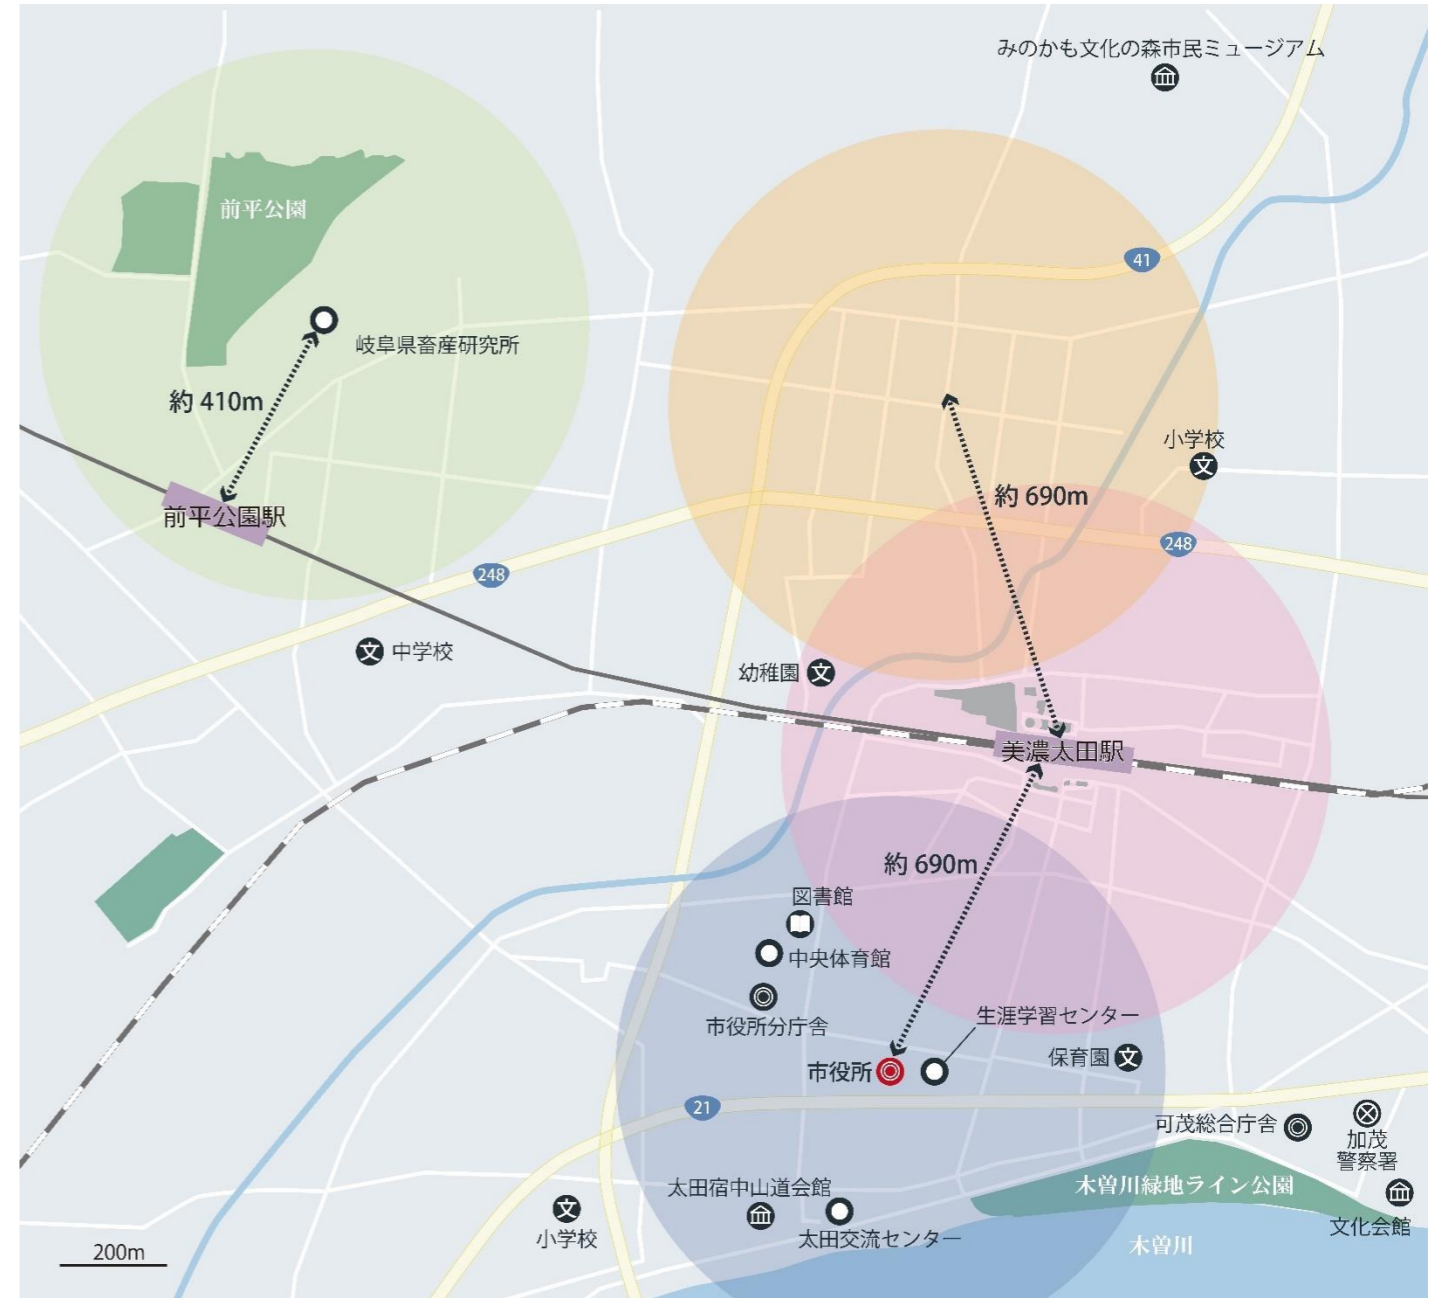 みのかも文化の森市民ミュージアム
前平公園
41
岐阜県畜産研究所
約 410m
小学校
文
約 690m
前平公園駅
248
248
文 中学校
幼稚園 文
美濃太田駅
約 690m
図書館
中央体育館
市役所分庁舎
生涯学習センター
市役所
保育園 文
21
可茂総合庁舎
加茂
警察署
太田宿中山道会館
木曽川緑地ライン公園
文
小学校
太田交流センター
文化会館
200m
木曽川